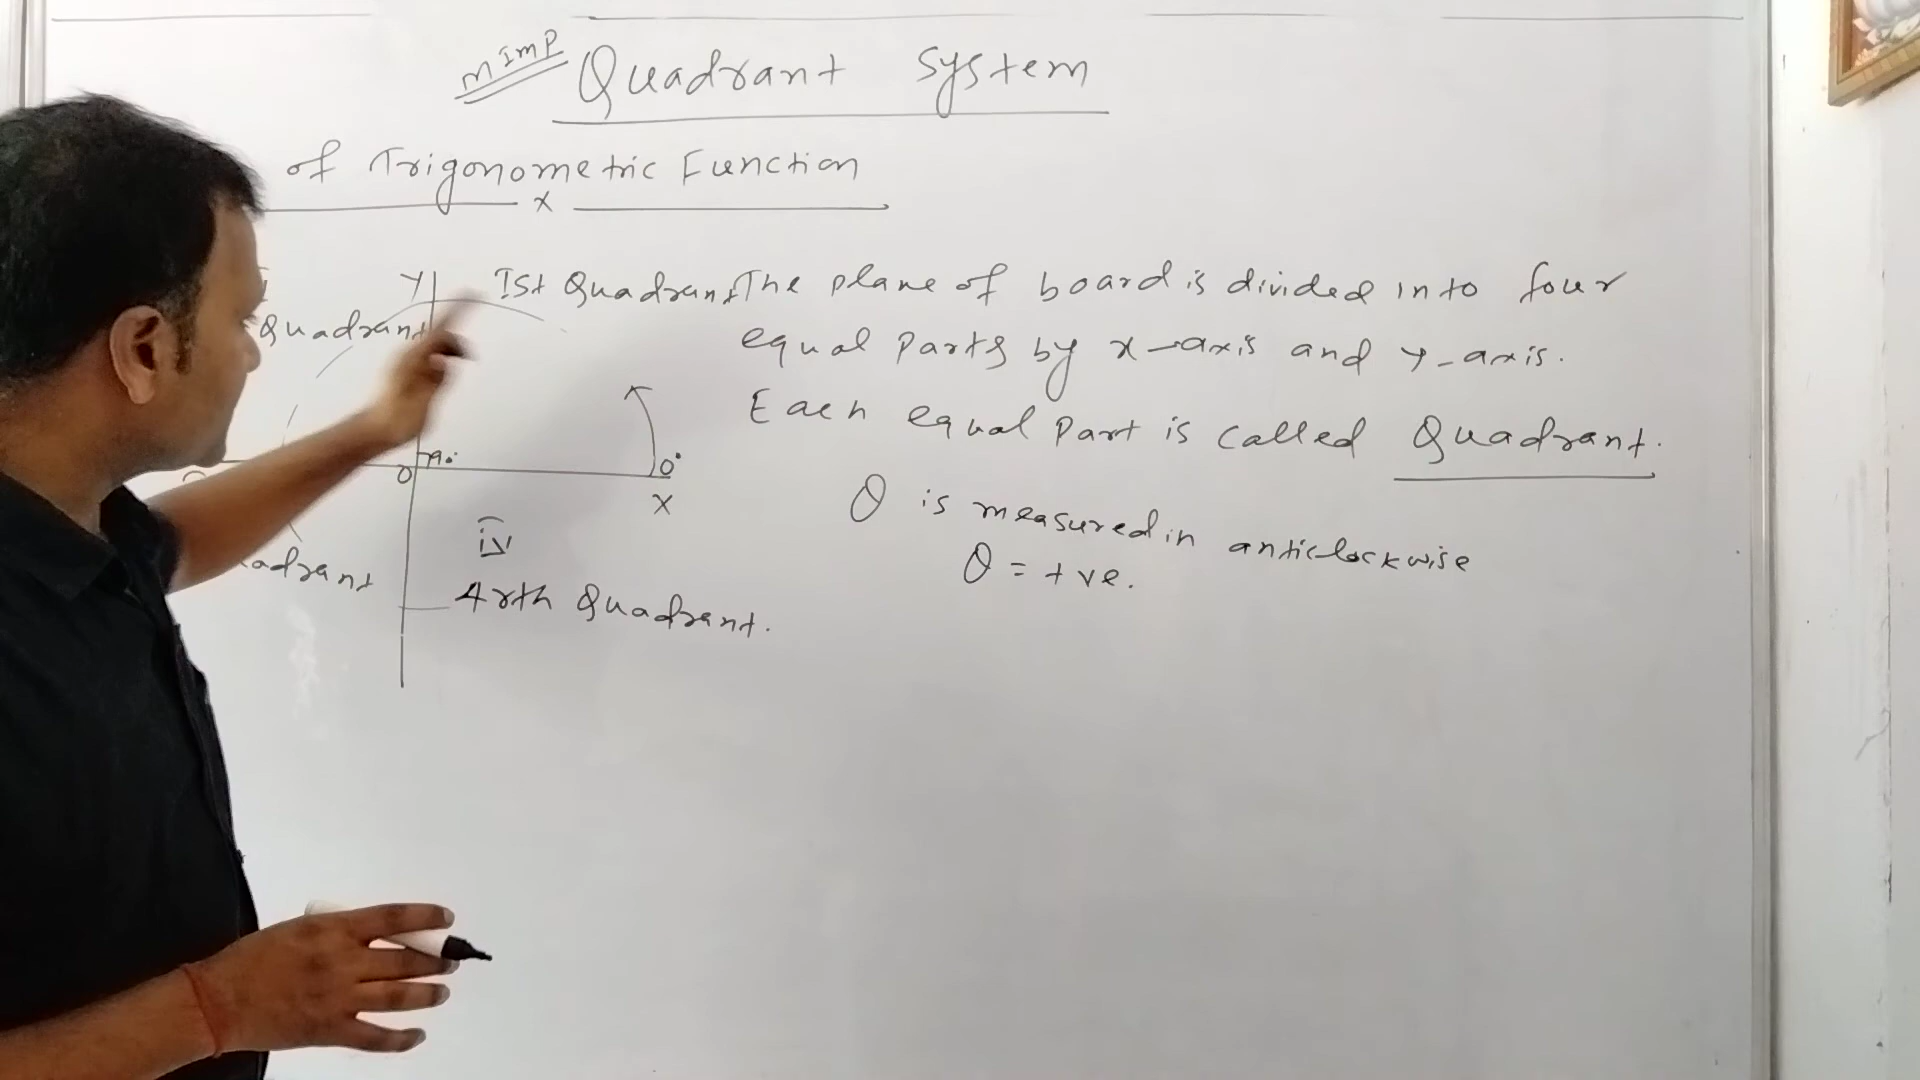 M Imp Quadrant System
of Trigonometric Function
x
Y Ist Quadrant
Quadrant
The plane of board is divided into four
equal Parts by x-axis and y-axis.
Each equal Part is called Quadrant.
O 90° 0°
X
θ is measured in anticlockwise
θ = +ve.
IV
adrant 4rth Quadrant.